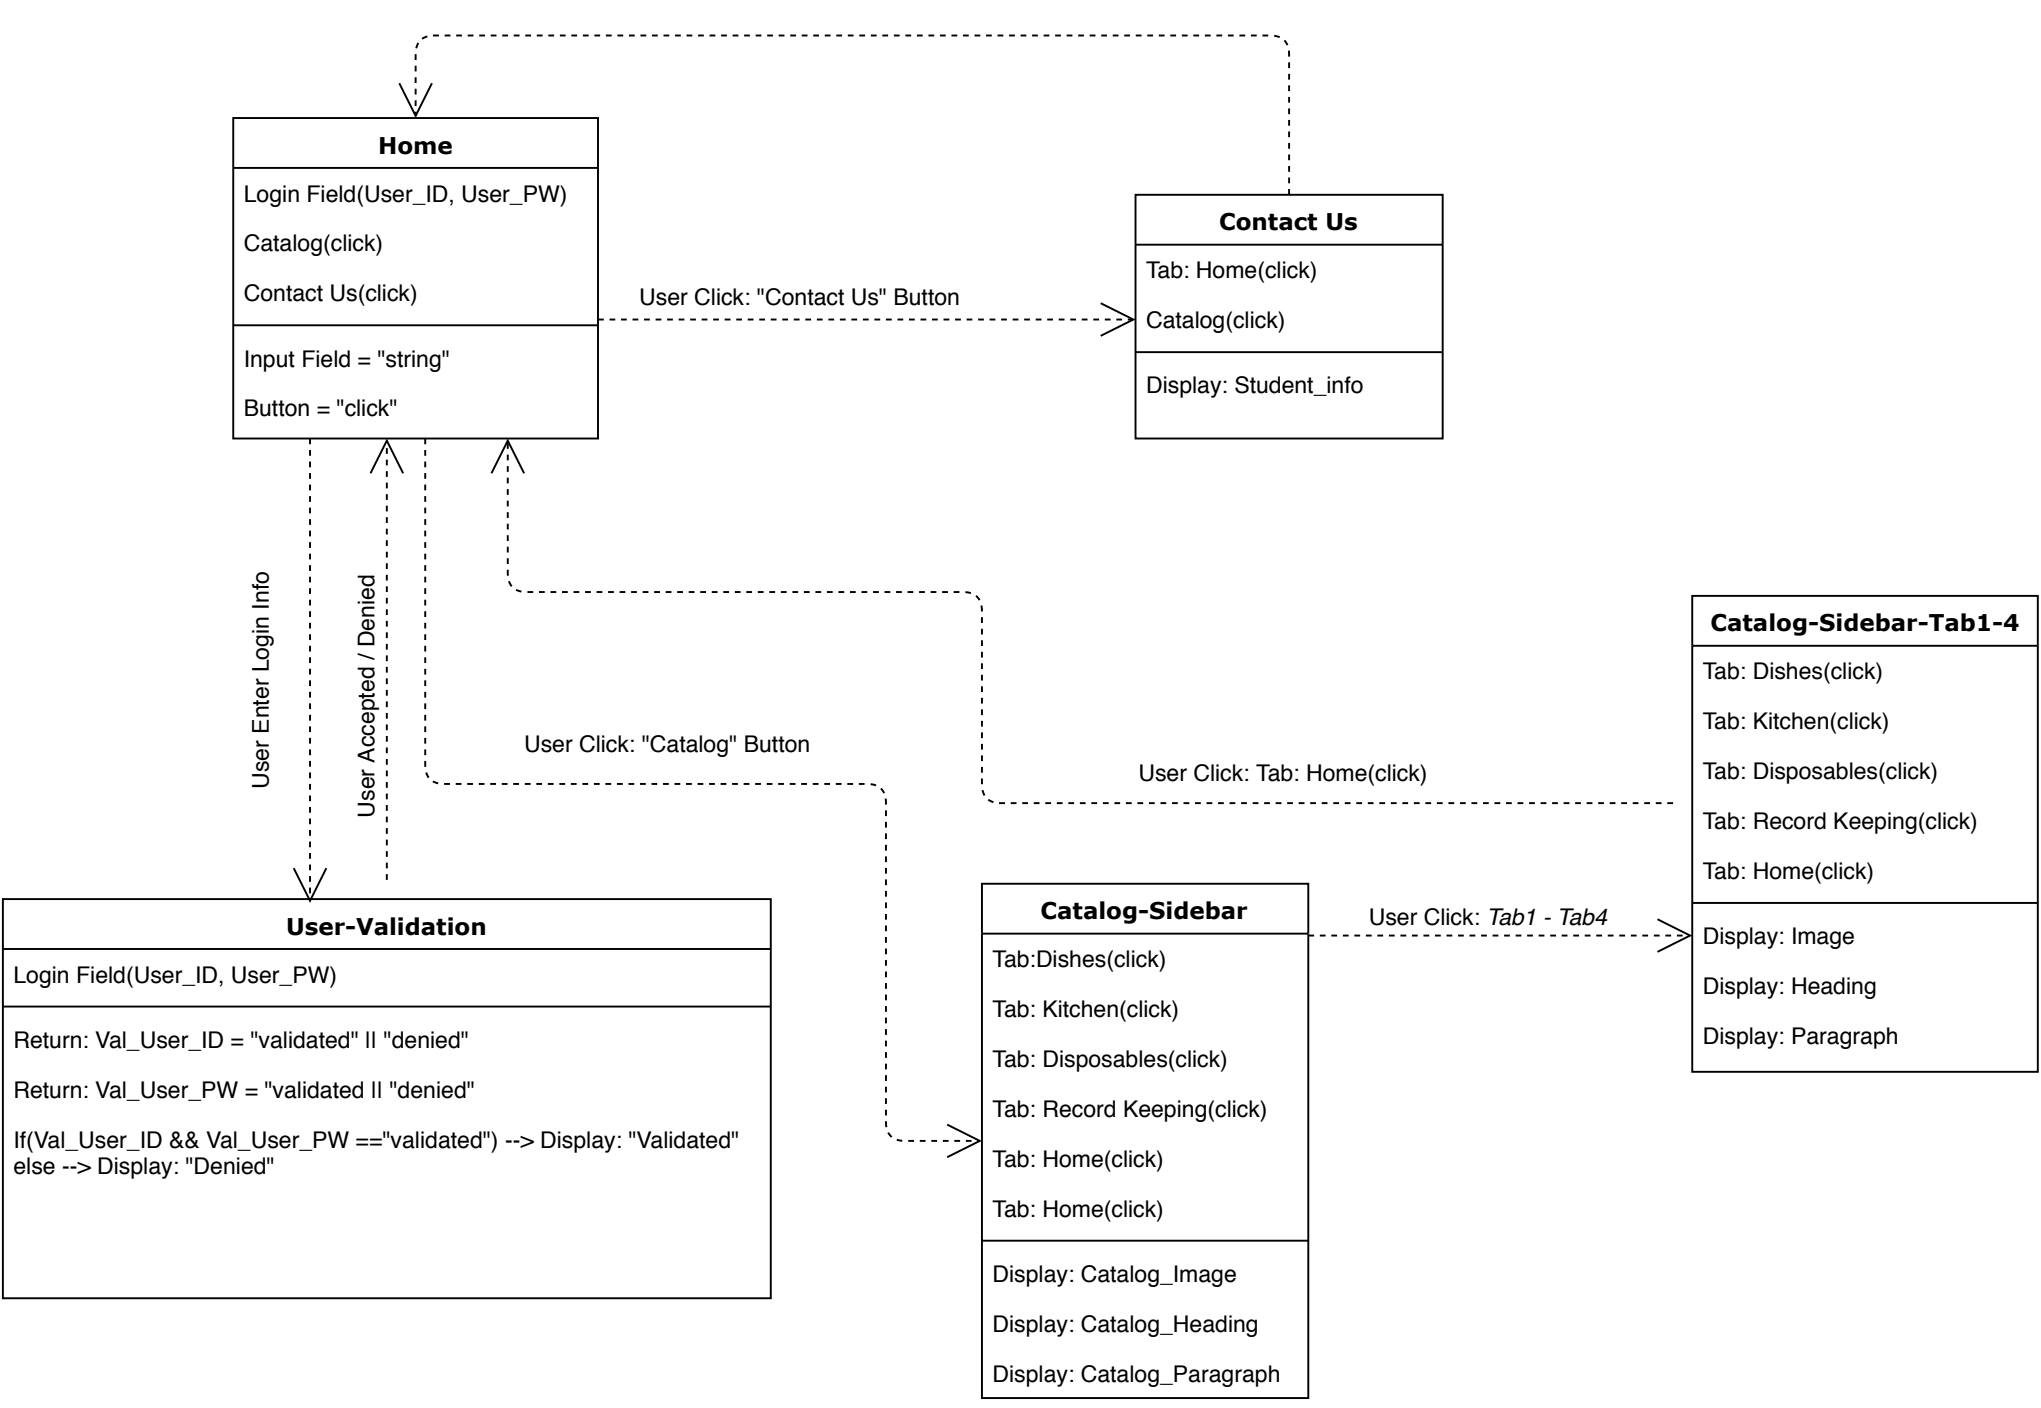 Home
Login Field(User_ID, User_PW)
Catalog(click)
Contact Us(click)
Input Field = "string"
Button = "click"
User Click: "Contact Us" Button
Contact Us
Tab: Home(click)
Catalog(click)
Display: Student_info
User Enter Login Info
User Accepted / Denied
User Click: "Catalog" Button
User Click: Tab: Home(click)
Catalog-Sidebar-Tab1-4
Tab: Dishes(click)
Tab: Kitchen(click)
Tab: Disposables(click)
Tab: Record Keeping(click)
Tab: Home(click)
Display: Image
Display: Heading
Display: Paragraph
User-Validation
Login Field(User_ID, User_PW)
Return: Val_User_ID = "validated" || "denied"
Return: Val_User_PW = "validated || "denied"
If(Val_User_ID && Val_User_PW =="validated") --> Display: "Validated"
else --> Display: "Denied"
Catalog-Sidebar
Tab:Dishes(click)
Tab: Kitchen(click)
Tab: Disposables(click)
Tab: Record Keeping(click)
Tab: Home(click)
Tab: Home(click)
Display: Catalog_Image
Display: Catalog_Heading
Display: Catalog_Paragraph
User Click: Tab1 - Tab4